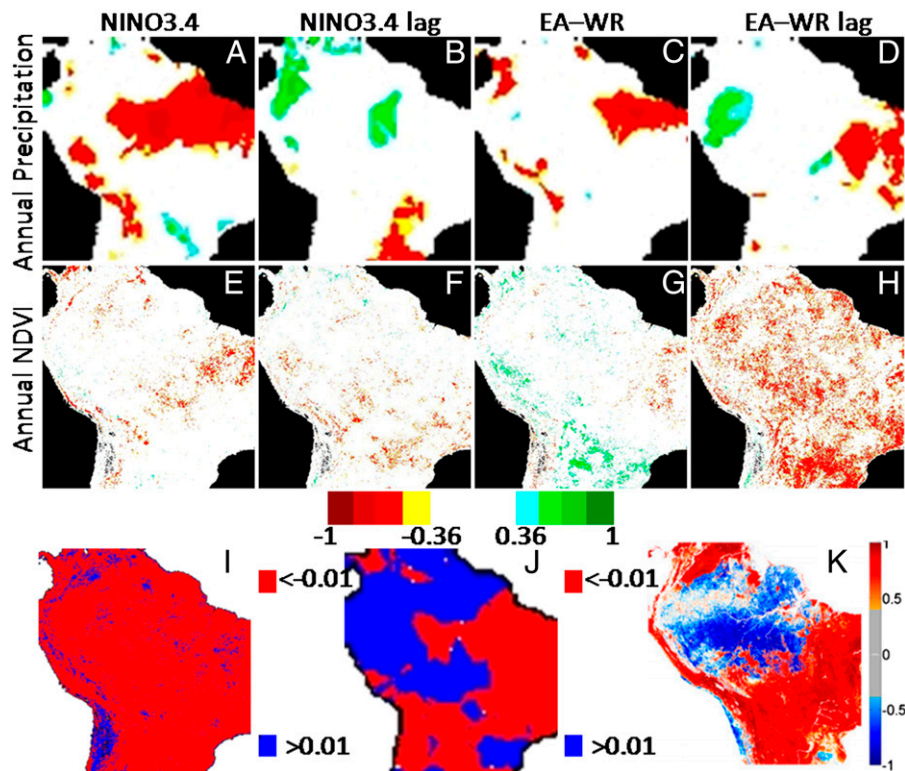 NINO3.4 NINO3.4 lag EA–WR EA–WR lag
Annual Precipitation
A B C D
Annual NDVI
E F G H
-1 -0.36 0.36 1
I <-0.01 J <-0.01 K
>0.01 >0.01
1
0.5
0
-0.5
-1